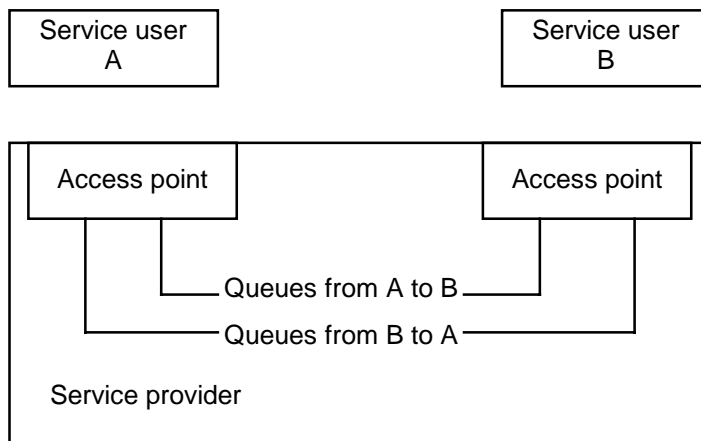 Service user
A
Service user
B
Access point
Access point
Queues from A to B
Queues from B to A
Service provider